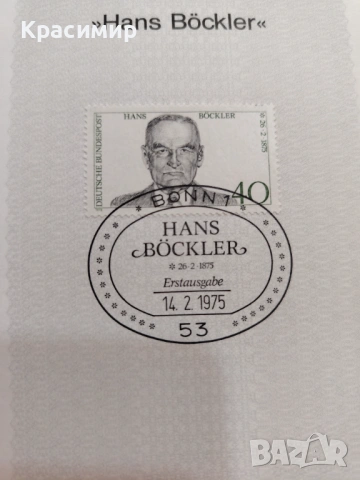 Красимир
»Hans Böckler«
HANS BÖCKLER
* 26·2·1875
DEUTSCHE BUNDESPOST
40
BONN 1
HANS
BÖCKLER
* 26·2·1875 *
Erstausgabe
14.2.1975
53
BAZAR
bg